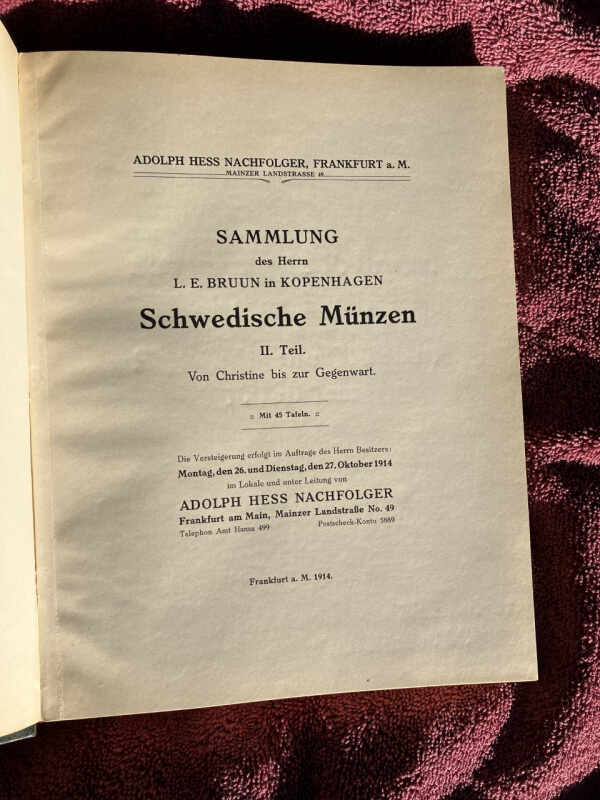 ADOLPH HESS NACHFOLGER, FRANKFURT a. M.
MAINZER LANDSTRASSE 49.
SAMMLUNG
des Herrn
L. E. BRUUN in KOPENHAGEN
Schwedische Münzen
II. Teil.
Von Christine bis zur Gegenwart.
:: Mit 45 Tafeln. ::
Die Versteigerung erfolgt im Auftrage des Herrn Besitzers:
Montag, den 26. und Dienstag, den 27. Oktober 1914
im Lokale und unter Leitung von
ADOLPH HESS NACHFOLGER
Frankfurt am Main, Mainzer Landstraße No. 49
Telephon Amt Hansa 499 Postscheck-Konto 5889
Frankfurt a. M. 1914.